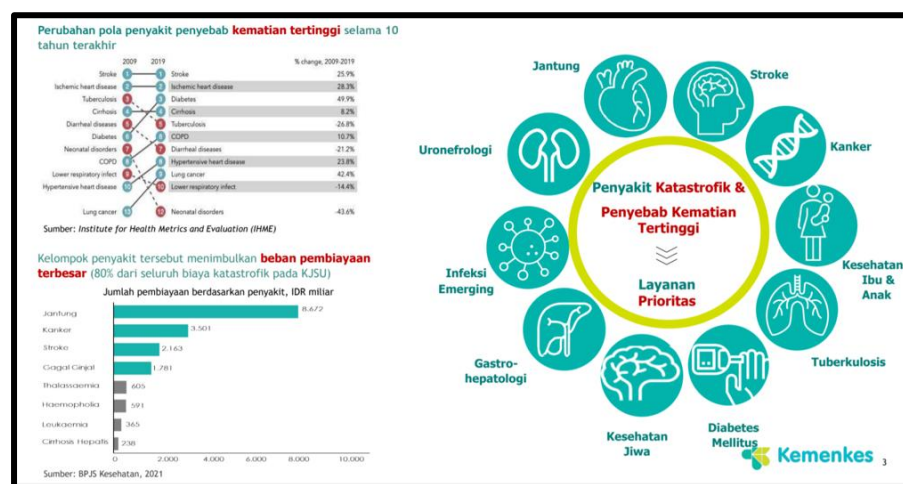 Perubahan pola penyakit penyebab kematian tertinggi selama 10
tahun terakhir
2009 2019 % change, 2009-2019
Stroke 1 1 Stroke 25.9%
Ischemic heart disease 2 2 Ischemic heart disease 28.3%
Tuberculosis 3 3 Diabetes 49.9%
Cirrhosis 4 4 Cirrhosis 8.2%
Diarrheal diseases 5 5 Tuberculosis -26.8%
Diabetes 6 6 COPD 10.7%
Neonatal disorders 7 7 Diarrheal diseases -21.2%
COPD 8 8 Hypertensive heart disease 23.8%
Lower respiratory infect 9 9 Lung cancer 42.4%
Hypertensive heart disease 10 10 Lower respiratory infect -14.4%
Lung cancer 13 12 Neonatal disorders -43.6%
Sumber: Institute for Health Metrics and Evaluation (IHME)
Kelompok penyakit tersebut menimbulkan beban pembiayaan
terbesar (80% dari seluruh biaya katastrofik pada KJSU)
Jumlah pembiayaan berdasarkan penyakit, IDR miliar
Jantung 8.672
Kanker 3.501
Stroke 2.163
Gagal Ginjal 1.781
Thalassaemia 605
Haemopholia 591
Leukaemia 365
Cirrhosis Hepatis 238
0 2.000 4.000 6.000 8.000 10.000
Sumber: BPJS Kesehatan, 2021
Jantung
Stroke
Kanker
Kesehatan
Ibu &
Anak
Tuberkulosis
Diabetes
Mellitus
Kesehatan
Jiwa
Gastro-
hepatologi
Infeksi
Emerging
Uronefrologi
Penyakit Katastrofik &
Penyebab Kematian
Tertinggi
Layanan
Prioritas
Kemenkes
3